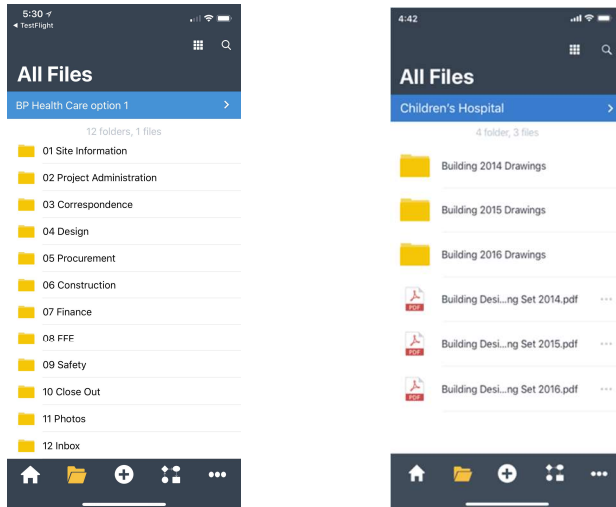 5:30
TestFlight
All Files
BP Health Care option 1
12 folders, 1 files
01 Site Information
02 Project Administration
03 Correspondence
04 Design
05 Procurement
06 Construction
07 Finance
08 FFE
09 Safety
10 Close Out
11 Photos
12 Inbox
4:42
All Files
Children's Hospital
4 folder, 3 files
Building 2014 Drawings
Building 2015 Drawings
Building 2016 Drawings
PDF
Building Desi...ng Set 2014.pdf
PDF
Building Desi...ng Set 2015.pdf
PDF
Building Desi...ng Set 2016.pdf